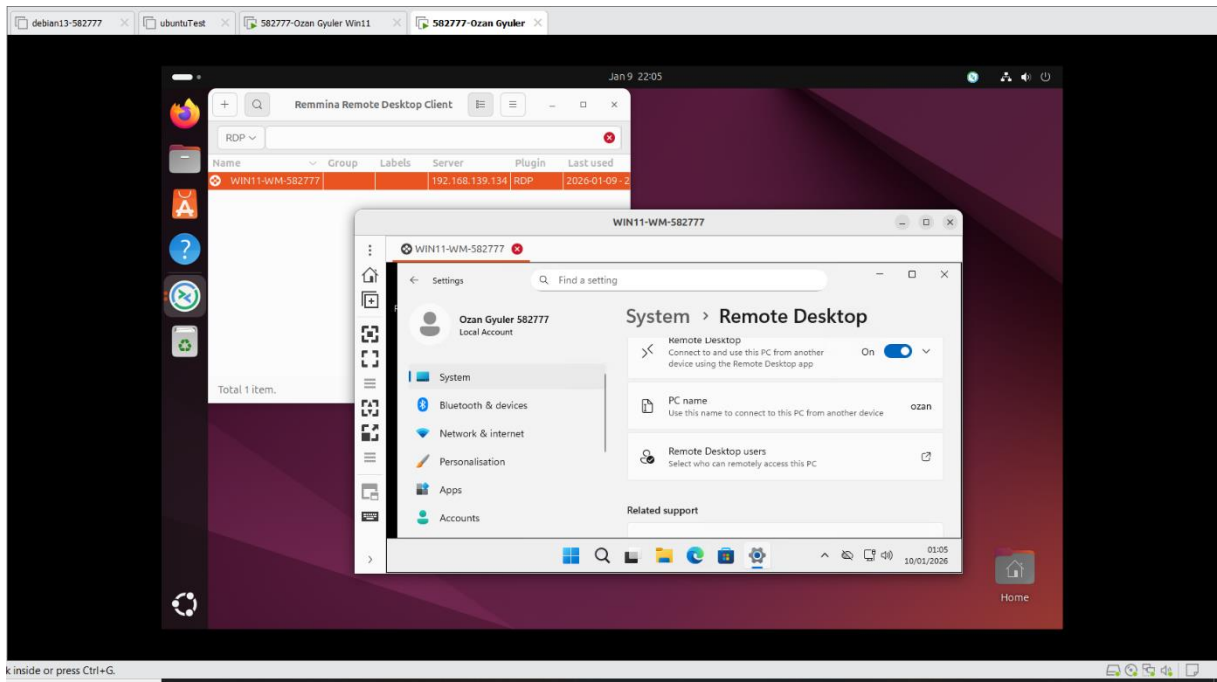 debian13-582777
ubuntuTest
582777-Ozan Gyuler Win11
582777-Ozan Gyuler
Jan 9 22:05
Remmina Remote Desktop Client
RDP
Name Group Labels Server Plugin Last used
WIN11-WM-582777 192.168.139.134 RDP 2026-01-09 - 2
Total 1 item.
WIN11-WM-582777
WIN11-WM-582777
Settings
Find a setting
Ozan Gyuler 582777
Local Account
System
Bluetooth & devices
Network & internet
Personalisation
Apps
Accounts
System > Remote Desktop
Remote Desktop
Connect to and use this PC from another
device using the Remote Desktop app
On
PC name
Use this name to connect to this PC from another device
ozan
Remote Desktop users
Select who can remotely access this PC
Related support
01:05
10/01/2026
Home
k inside or press Ctrl+G.